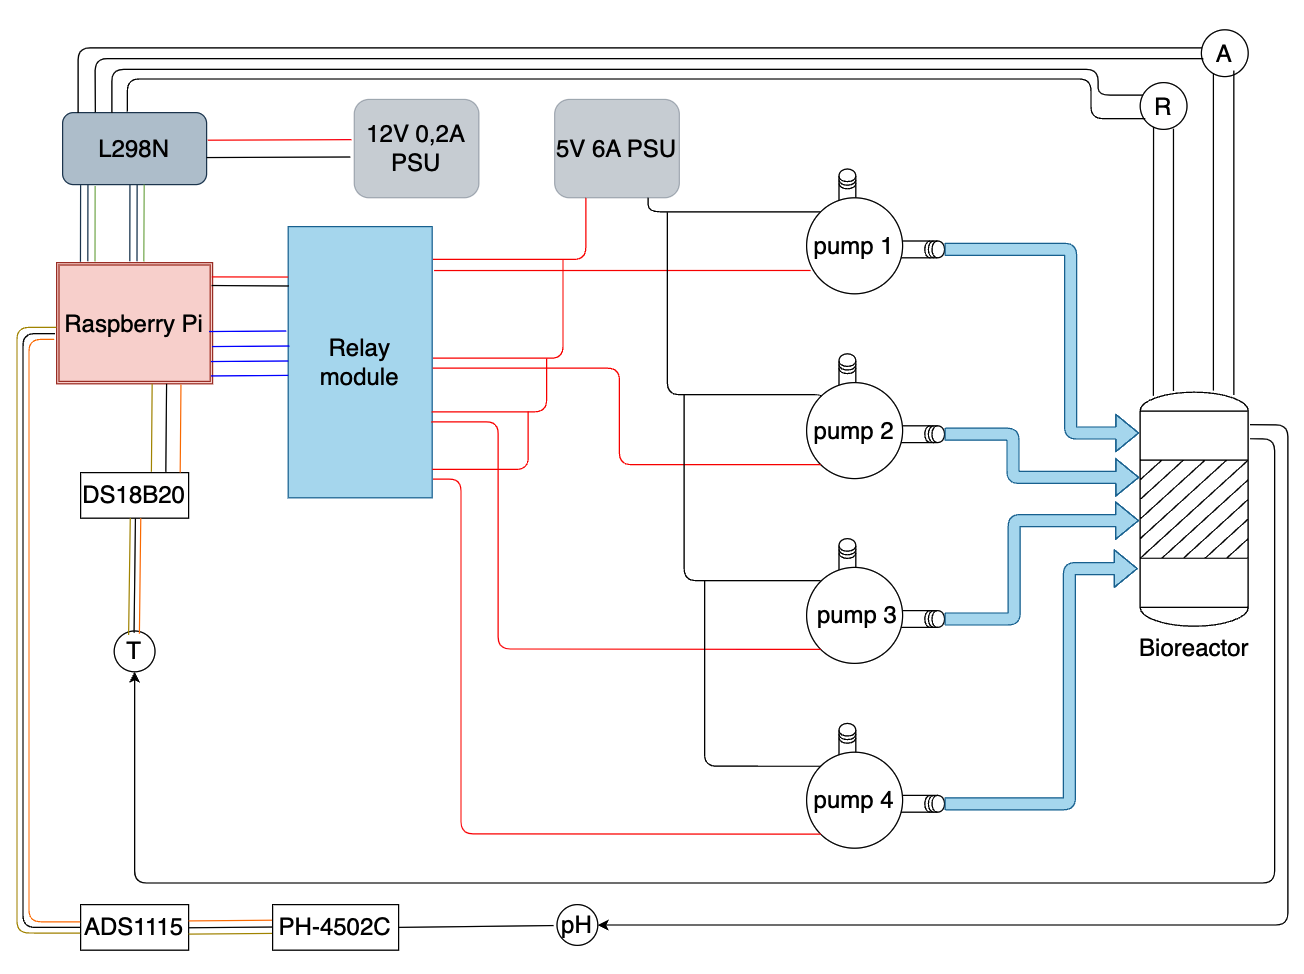 A
R
L298N
12V 0,2A
PSU
5V 6A PSU
pump 1
Raspberry Pi
Relay
module
pump 2
DS18B20
pump 3
Bioreactor
T
pump 4
ADS1115
PH-4502C
pH